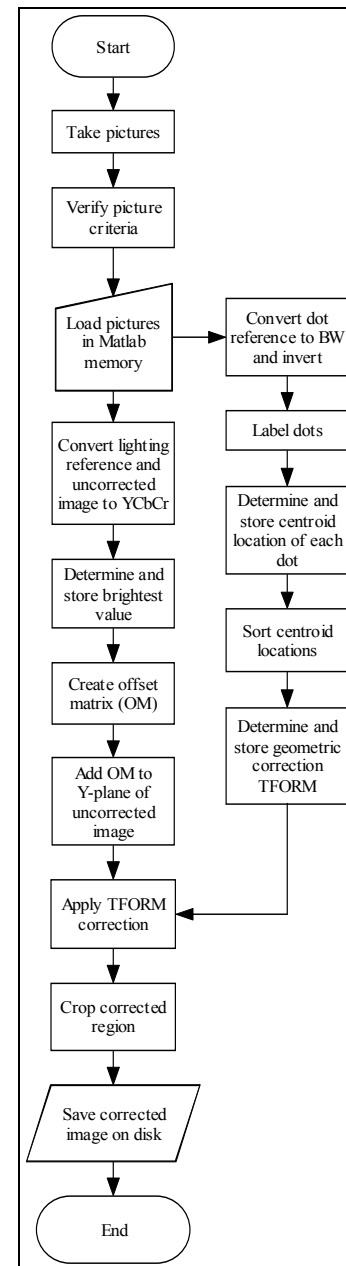 Start
Take pictures
Verify picture
criteria
Load pictures
in Matlab
memory
Convert lighting
reference and
uncorrected
image to YCbCr
Determine and
store brightest
value
Create offset
matrix (OM)
Add OM to
Y-plane of
uncorrected
image
Convert dot
reference to BW
and invert
Label dots
Determine and
store centroid
location of each
dot
Sort centroid
locations
Determine and
store geometric
correction
TFORM
Apply TFORM
correction
Crop corrected
region
Save corrected
image on disk
End